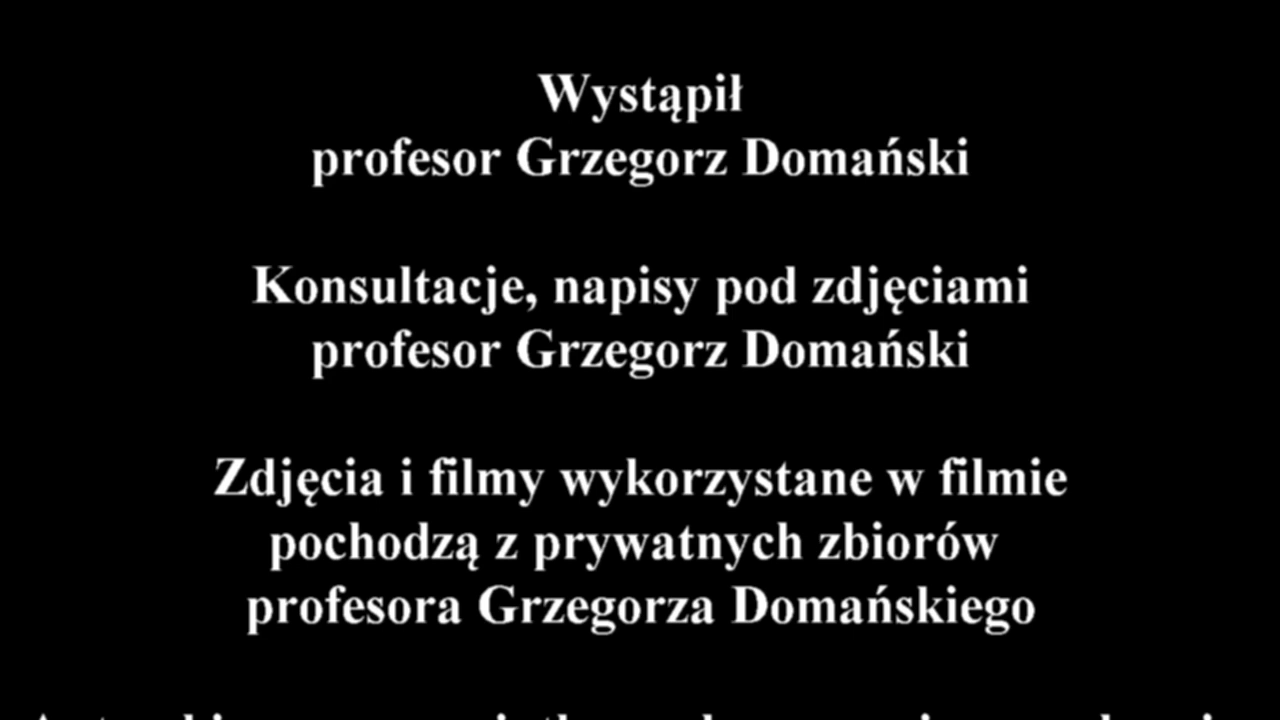 Wystąpił
profesor Grzegorz Domański
Konsultacje, napisy pod zdjęciami
profesor Grzegorz Domański
Zdjęcia i filmy wykorzystane w filmie
pochodzą z prywatnych zbiorów
profesora Grzegorza Domańskiego